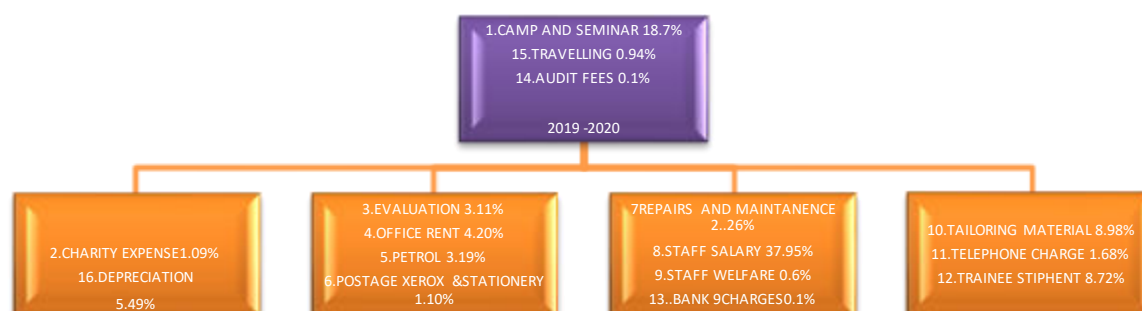 1.CAMP AND SEMINAR 18.7%
15.TRAVELLING 0.94%
14.AUDIT FEES 0.1%
2019 -2020
2.CHARITY EXPENSE1.09%
16.DEPRECIATION
5.49%
3.EVALUATION 3.11%
4.OFFICE RENT 4.20%
5.PETROL 3.19%
6.POSTAGE XEROX &STATIONERY
1.10%
7REPAIRS AND MAINTANENCE
2..26%
8.STAFF SALARY 37.95%
9.STAFF WELFARE 0.6%
13..BANK 9CHARGES0.1%
10.TAILORING MATERIAL 8.98%
11.TELEPHONE CHARGE 1.68%
12.TRAINEE STIPHENT 8.72%